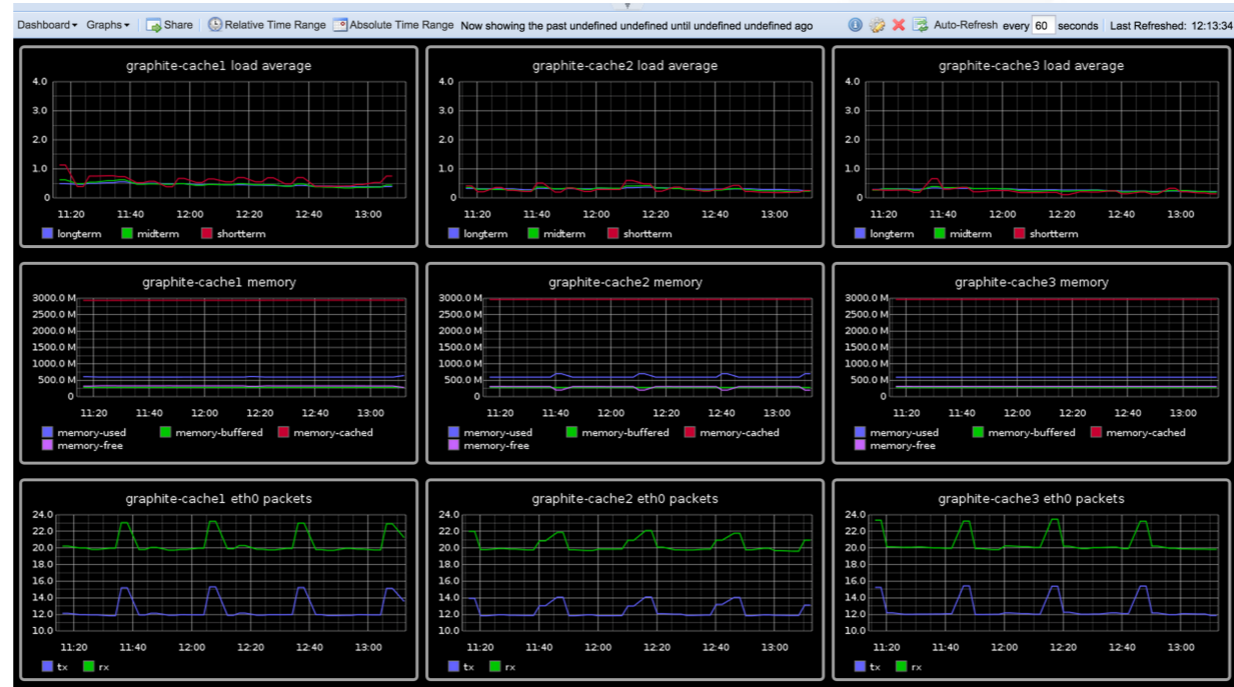 Dashboard Graphs Share Relative Time Range Absolute Time Range Now showing the past undefined undefined until undefined undefined ago Auto-Refresh every 60 seconds Last Refreshed: 12:13:34
graphite-cache1 load average
4.0
3.0
2.0
1.0
0
11:20 11:40 12:00 12:20 12:40 13:00
longterm midterm shortterm
graphite-cache2 load average
4.0
3.0
2.0
1.0
0
11:20 11:40 12:00 12:20 12:40 13:00
longterm midterm shortterm
graphite-cache3 load average
4.0
3.0
2.0
1.0
0
11:20 11:40 12:00 12:20 12:40 13:00
longterm midterm shortterm
graphite-cache1 memory
3000.0 M
2500.0 M
2000.0 M
1500.0 M
1000.0 M
500.0 M
0
11:20 11:40 12:00 12:20 12:40 13:00
memory-used memory-buffered memory-cached
memory-free
graphite-cache2 memory
3000.0 M
2500.0 M
2000.0 M
1500.0 M
1000.0 M
500.0 M
0
11:20 11:40 12:00 12:20 12:40 13:00
memory-used memory-buffered memory-cached
memory-free
graphite-cache3 memory
3000.0 M
2500.0 M
2000.0 M
1500.0 M
1000.0 M
500.0 M
0
11:20 11:40 12:00 12:20 12:40 13:00
memory-used memory-buffered memory-cached
memory-free
graphite-cache1 eth0 packets
24.0
22.0
20.0
18.0
16.0
14.0
12.0
10.0
11:20 11:40 12:00 12:20 12:40 13:00
tx rx
graphite-cache2 eth0 packets
24.0
22.0
20.0
18.0
16.0
14.0
12.0
10.0
11:20 11:40 12:00 12:20 12:40 13:00
tx rx
graphite-cache3 eth0 packets
24.0
22.0
20.0
18.0
16.0
14.0
12.0
10.0
11:20 11:40 12:00 12:20 12:40 13:00
tx rx